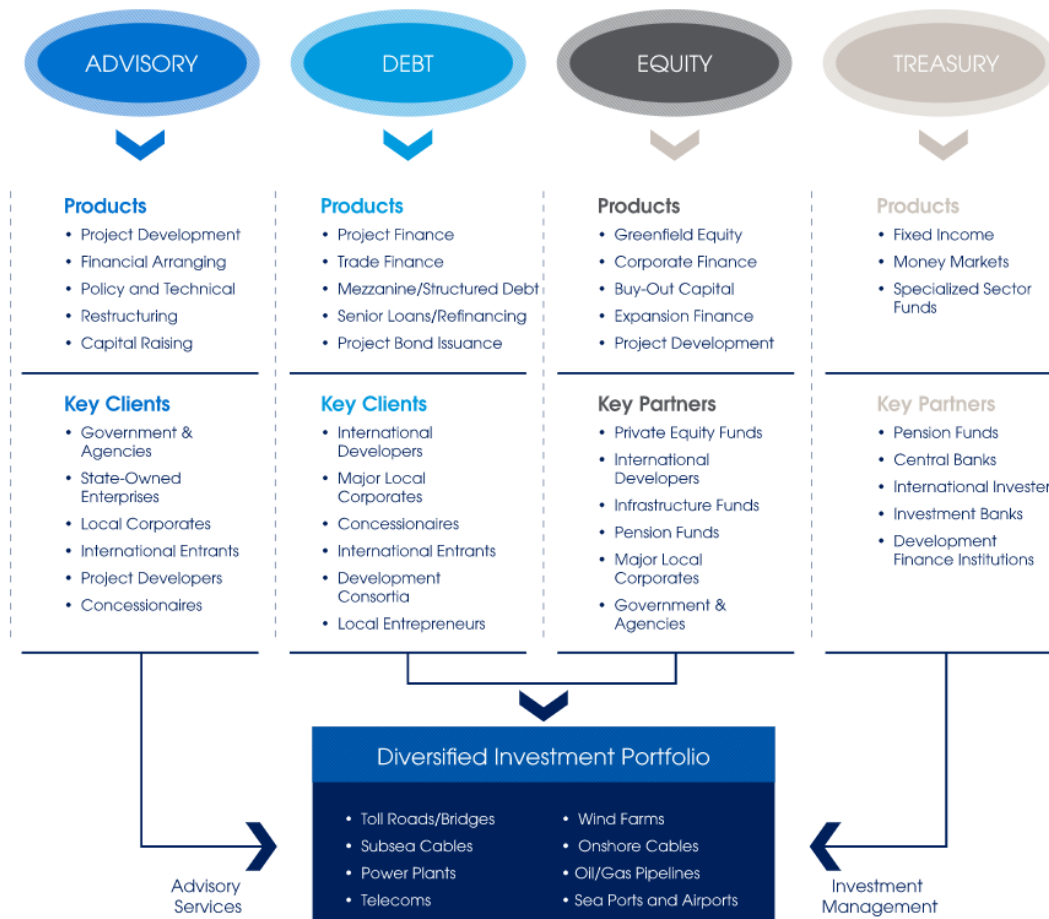 ADVISORY
DEBT
EQUITY
TREASURY
Products
• Project Development
• Financial Arranging
• Policy and Technical
• Restructuring
• Capital Raising
Key Clients
• Government &
Agencies
• State-Owned
Enterprises
• Local Corporates
• International Entrants
• Project Developers
• Concessionaires
Products
• Project Finance
• Trade Finance
• Mezzanine/Structured Debt
• Senior Loans/Refinancing
• Project Bond Issuance
Key Clients
• International
Developers
• Major Local
Corporates
• Concessionaires
• International Entrants
• Development
Consortia
• Local Entrepreneurs
Products
• Greenfield Equity
• Corporate Finance
• Buy-Out Capital
• Expansion Finance
• Project Development
Key Partners
• Private Equity Funds
• International
Developers
• Infrastructure Funds
• Pension Funds
• Major Local
Corporates
• Government &
Agencies
Products
• Fixed Income
• Money Markets
• Specialized Sector
Funds
Key Partners
• Pension Funds
• Central Banks
• International Invester
• Investment Banks
• Development
Finance Institutions
Diversified Investment Portfolio
• Toll Roads/Bridges
• Subsea Cables
• Power Plants
• Telecoms
• Wind Farms
• Onshore Cables
• Oil/Gas Pipelines
• Sea Ports and Airports
Advisory
Services
Investment
Management